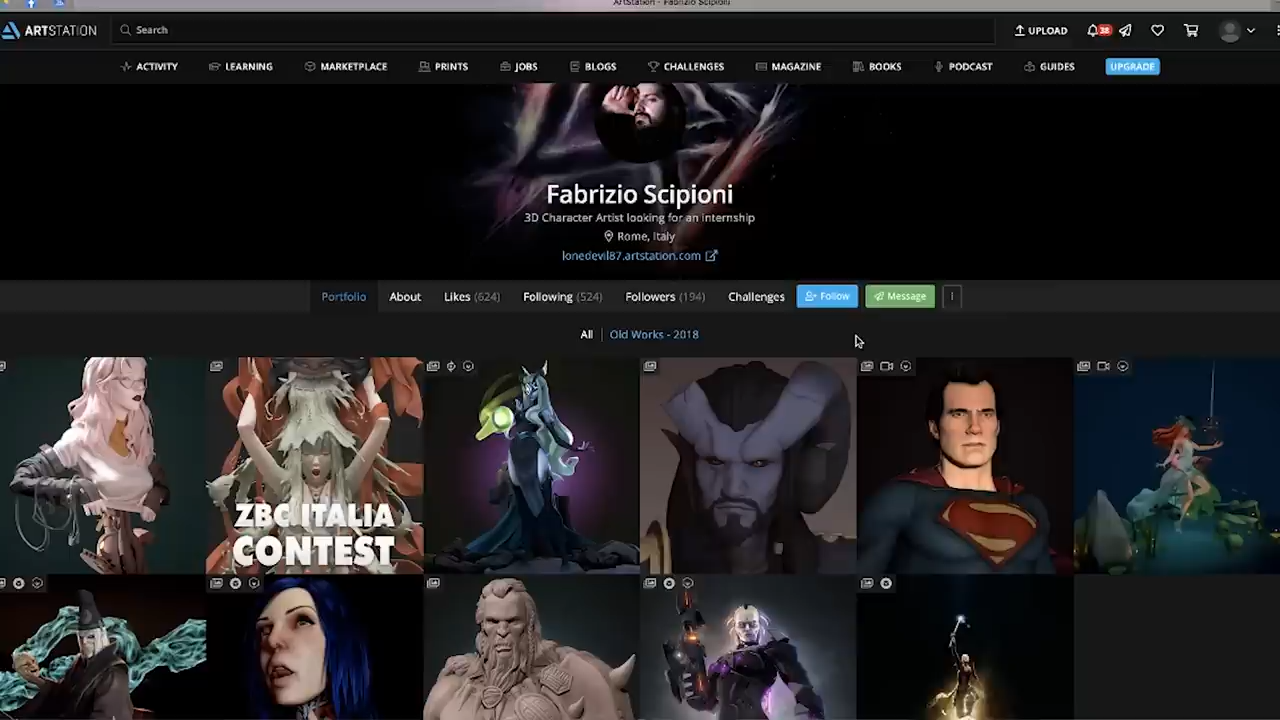 ArtStation - Fabrizio Scipioni
ARTSTATION
Search
UPLOAD
38
ACTIVITY
LEARNING
MARKETPLACE
PRINTS
JOBS
BLOGS
CHALLENGES
MAGAZINE
BOOKS
PODCAST
GUIDES
UPGRADE
Fabrizio Scipioni
3D Character Artist looking for an internship
Rome, Italy
lonedevil87.artstation.com
Portfolio
About
Likes (624)
Following (524)
Followers (194)
Challenges
Follow
Message
All
Old Works - 2018
ZBC ITALIA
CONTEST